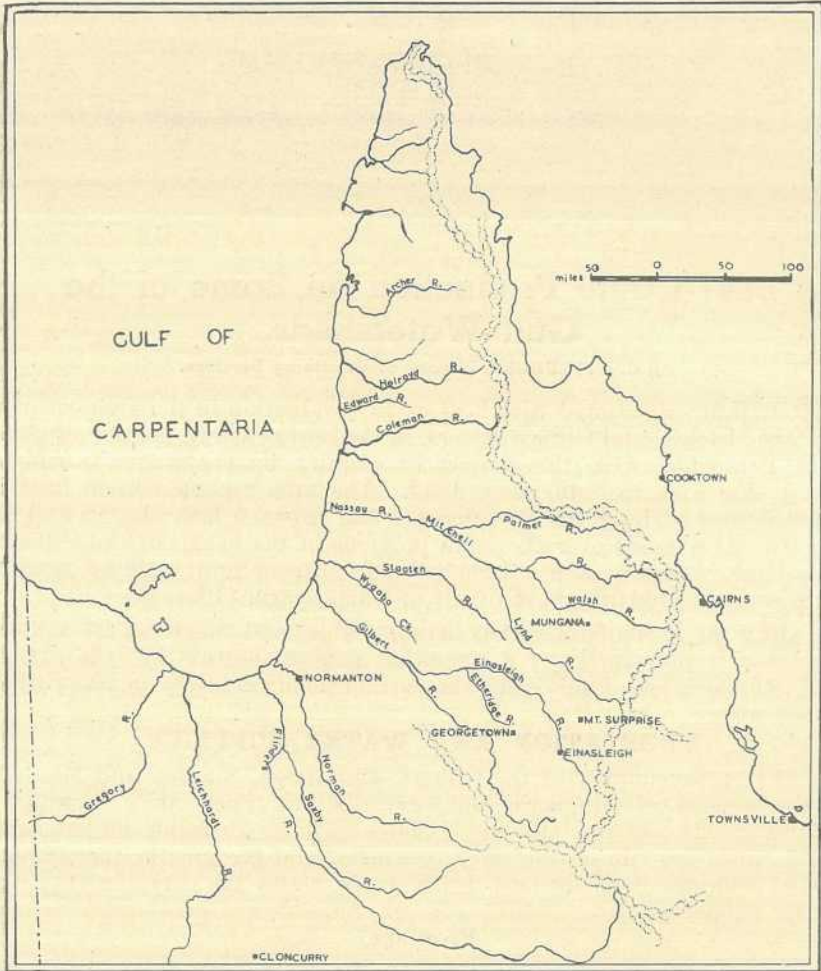 50 0 50 100
miles
Archer R.
GULF OF
Holroyd R.
Edward R.
CARPENTARIA
Coleman R.
COOKTOWN
Nassau R.
Mitchell
R.
Palmer R.
Staaten
R.
Wyaaba Ck.
Walsh
R.
CAIRNS
MUNGANA
Lynd
R.
Gilbert
R.
Einasleigh
R.
Etheridge R.
NORMANTON
MT. SURPRISE
GEORGETOWN
EINASLEIGH
Flinders
R.
Norman
R.
Saxby
R.
Gregory
R.
Leichhardt
R.
TOWNSVILLE
CLONCURRY